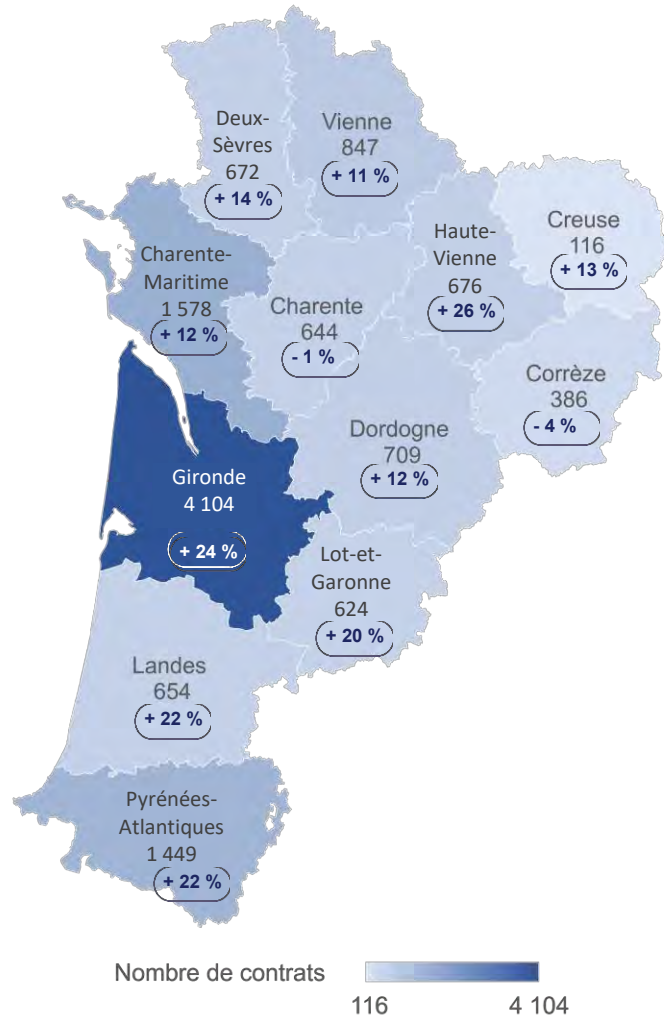 Deux-
Sèvres
672
+ 14 %
Vienne
847
+ 11 %
Creuse
116
+ 13 %
Haute-
Vienne
676
+ 26 %
Charente-
Maritime
1 578
+ 12 %
Charente
644
- 1 %
Corrèze
386
- 4 %
Dordogne
709
+ 12 %
Gironde
4 104
+ 24 %
Lot-et-
Garonne
624
+ 20 %
Landes
654
+ 22 %
Pyrénées-
Atlantiques
1 449
+ 22 %
Nombre de contrats
116
4 104